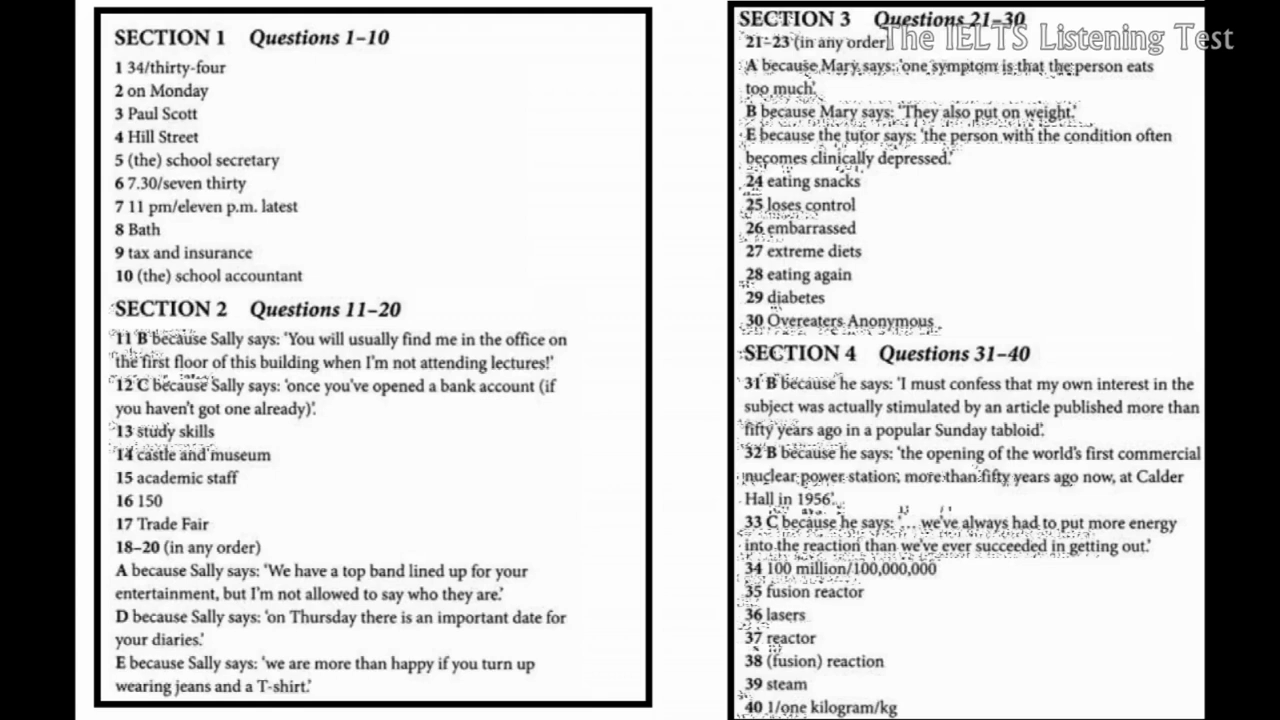 SECTION 1 Questions 1–10
1 34/thirty-four
2 on Monday
3 Paul Scott
4 Hill Street
5 (the) school secretary
6 7.30/seven thirty
7 11 pm/eleven p.m. latest
8 Bath
9 tax and insurance
10 (the) school accountant
SECTION 2 Questions 11–20
11 B because Sally says: 'You will usually find me in the office on
the first floor of this building when I'm not attending lectures!'
12 C because Sally says: 'once you've opened a bank account (if
you haven't got one already)'.
13 study skills
14 castle and museum
15 academic staff
16 150
17 Trade Fair
18–20 (in any order)
A because Sally says: 'We have a top band lined up for your
entertainment, but I'm not allowed to say who they are.'
D because Sally says: 'on Thursday there is an important date for
your diaries.'
E because Sally says: 'we are more than happy if you turn up
wearing jeans and a T-shirt.'
SECTION 3 Questions 21–30
The IELTS Listening Test
21–23 (in any order)
A because Mary says: 'one symptom is that the person eats
too much'.
B because Mary says: 'They also put on weight.'
E because the tutor says: 'the person with the condition often
becomes clinically depressed.'
24 eating snacks
25 loses control
26 embarrassed
27 extreme diets
28 eating again
29 diabetes
30 Overeaters Anonymous
SECTION 4 Questions 31–40
31 B because he says: 'I must confess that my own interest in the
subject was actually stimulated by an article published more than
fifty years ago in a popular Sunday tabloid'.
32 B because he says: 'the opening of the world's first commercial
nuclear power station, more than fifty years ago now, at Calder
Hall in 1956'.
33 C because he says: '… we've always had to put more energy
into the reaction than we've ever succeeded in getting out.'
34 100 million/100,000,000
35 fusion reactor
36 lasers
37 reactor
38 (fusion) reaction
39 steam
40 1/one kilogram/kg